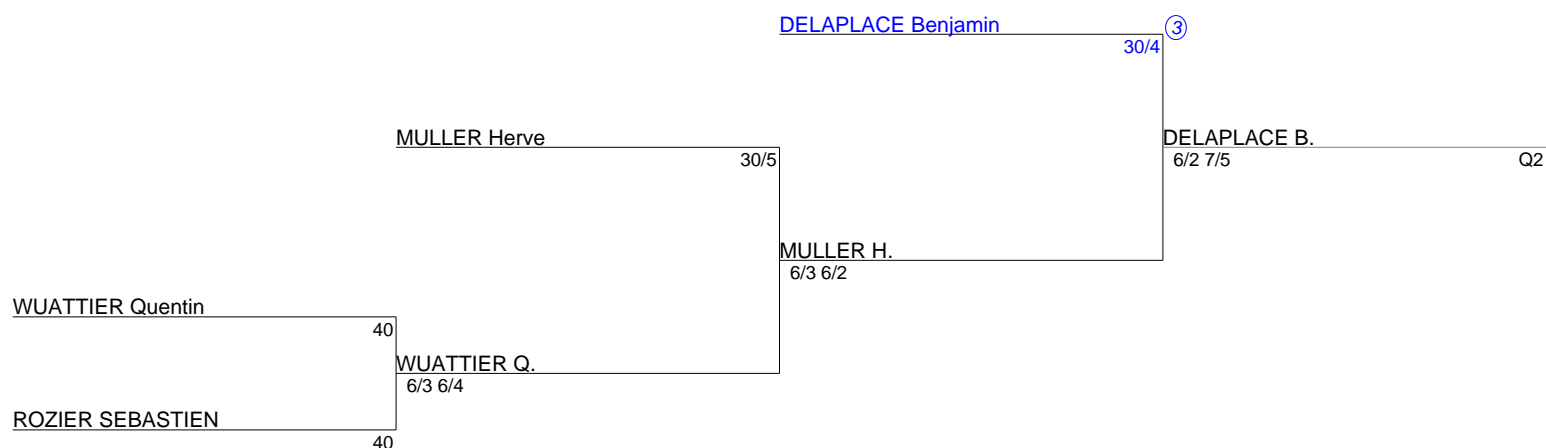 DELAPLACE Benjamin
3
30/4
MULLER Herve
30/5
DELAPLACE B.
6/2 7/5
Q2
MULLER H.
6/3 6/2
WUATTIER Quentin
40
WUATTIER Q.
6/3 6/4
ROZIER SEBASTIEN
40